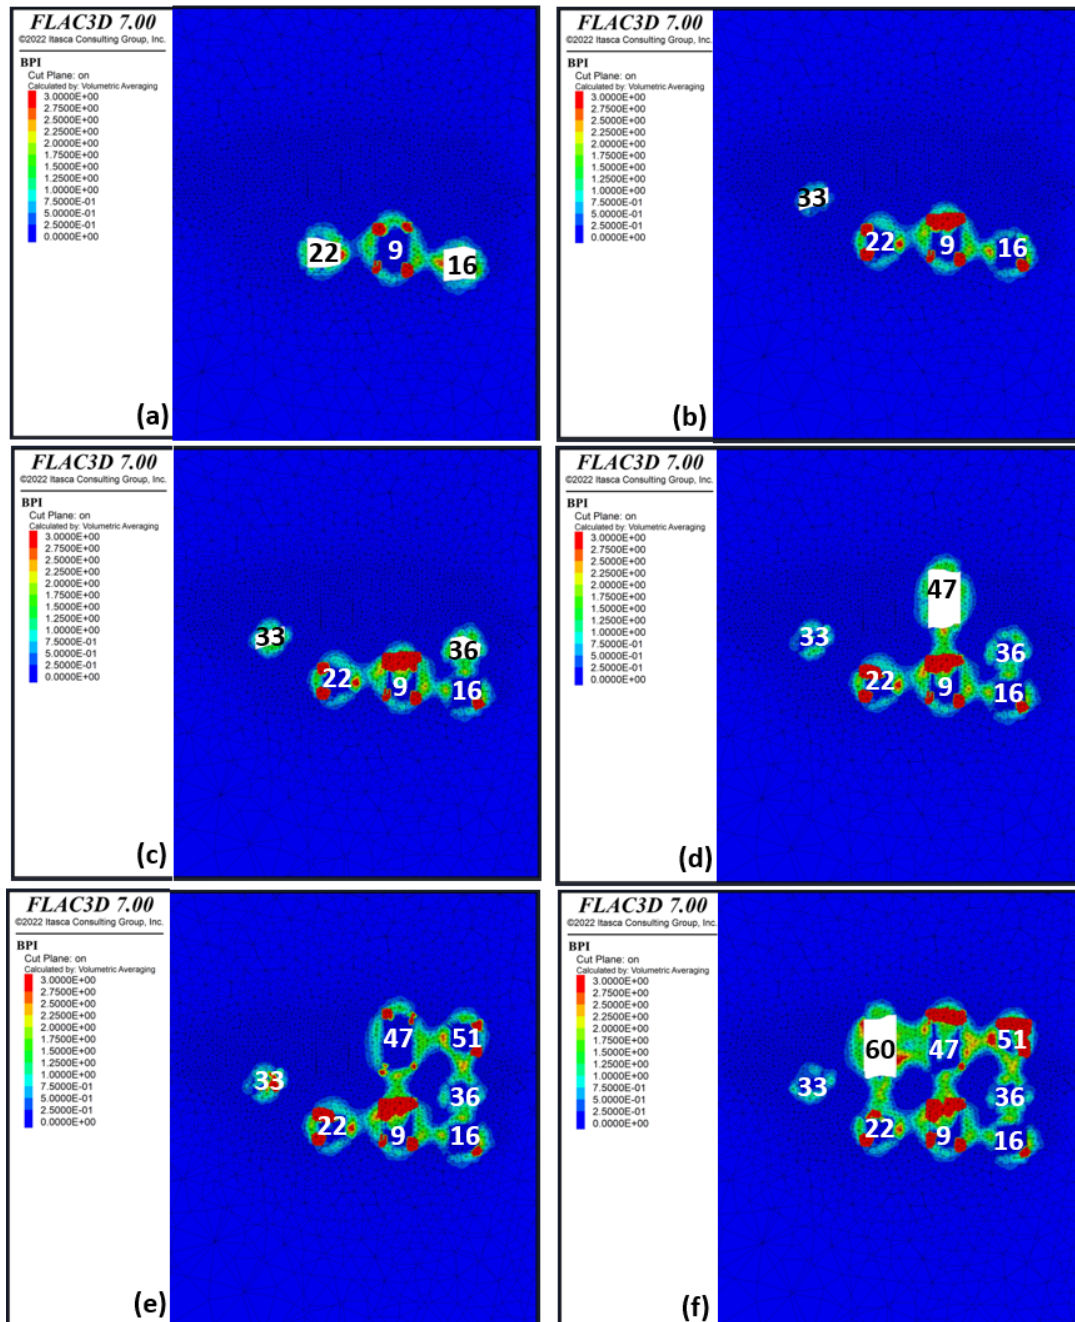 FLAC3D 7.00
©2022 Itasca Consulting Group, Inc.
BPI
Cut Plane: on
Calculated by: Volumetric Averaging
3.0000E+00
2.7500E+00
2.5000E+00
2.2500E+00
2.0000E+00
1.7500E+00
1.5000E+00
1.2500E+00
1.0000E+00
7.5000E-01
5.0000E-01
2.5000E-01
0.0000E+00
22
9
16
(a)
FLAC3D 7.00
©2022 Itasca Consulting Group, Inc.
BPI
Cut Plane: on
Calculated by: Volumetric Averaging
3.0000E+00
2.7500E+00
2.5000E+00
2.2500E+00
2.0000E+00
1.7500E+00
1.5000E+00
1.2500E+00
1.0000E+00
7.5000E-01
5.0000E-01
2.5000E-01
0.0000E+00
33
22
9
16
(b)
FLAC3D 7.00
©2022 Itasca Consulting Group, Inc.
BPI
Cut Plane: on
Calculated by: Volumetric Averaging
3.0000E+00
2.7500E+00
2.5000E+00
2.2500E+00
2.0000E+00
1.7500E+00
1.5000E+00
1.2500E+00
1.0000E+00
7.5000E-01
5.0000E-01
2.5000E-01
0.0000E+00
33
36
22
9
16
(c)
FLAC3D 7.00
©2022 Itasca Consulting Group, Inc.
BPI
Cut Plane: on
Calculated by: Volumetric Averaging
3.0000E+00
2.7500E+00
2.5000E+00
2.2500E+00
2.0000E+00
1.7500E+00
1.5000E+00
1.2500E+00
1.0000E+00
7.5000E-01
5.0000E-01
2.5000E-01
0.0000E+00
47
33
36
22
9
16
(d)
FLAC3D 7.00
©2022 Itasca Consulting Group, Inc.
BPI
Cut Plane: on
Calculated by: Volumetric Averaging
3.0000E+00
2.7500E+00
2.5000E+00
2.2500E+00
2.0000E+00
1.7500E+00
1.5000E+00
1.2500E+00
1.0000E+00
7.5000E-01
5.0000E-01
2.5000E-01
0.0000E+00
47
51
33
36
22
9
16
(e)
FLAC3D 7.00
©2022 Itasca Consulting Group, Inc.
BPI
Cut Plane: on
Calculated by: Volumetric Averaging
3.0000E+00
2.7500E+00
2.5000E+00
2.2500E+00
2.0000E+00
1.7500E+00
1.5000E+00
1.2500E+00
1.0000E+00
7.5000E-01
5.0000E-01
2.5000E-01
0.0000E+00
60
47
51
33
36
22
9
16
(f)